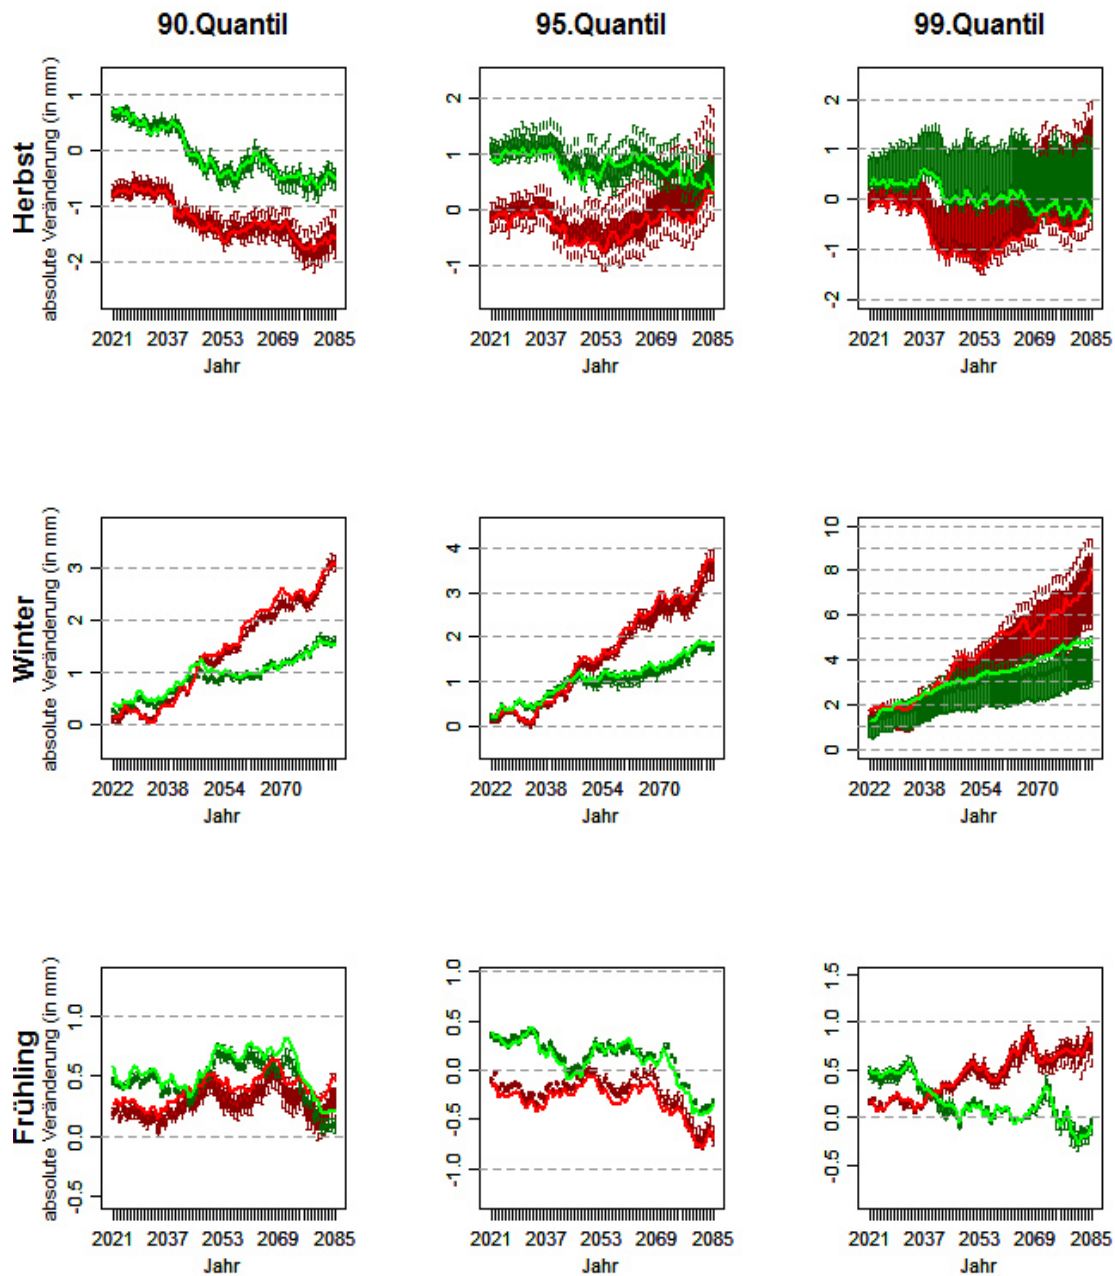 90.Quantil 95.Quantil 99.Quantil
Herbst
absolute Veränderung (in mm)
1
0
-1
-2
2021 2037 2053 2069 2085
Jahr
2
1
0
-1
2021 2037 2053 2069 2085
Jahr
2
1
0
-1
-2
2021 2037 2053 2069 2085
Jahr
Winter
absolute Veränderung (in mm)
3
2
1
0
2022 2038 2054 2070
Jahr
4
3
2
1
0
2022 2038 2054 2070
Jahr
10
8
6
4
2
0
2022 2038 2054 2070
Jahr
Frühling
absolute Veränderung (in mm)
1.0
0.5
0.0
-0.5
2021 2037 2053 2069 2085
Jahr
1.0
0.5
0.0
-0.5
-1.0
2021 2037 2053 2069 2085
Jahr
1.5
1.0
0.5
0.0
-0.5
2021 2037 2053 2069 2085
Jahr